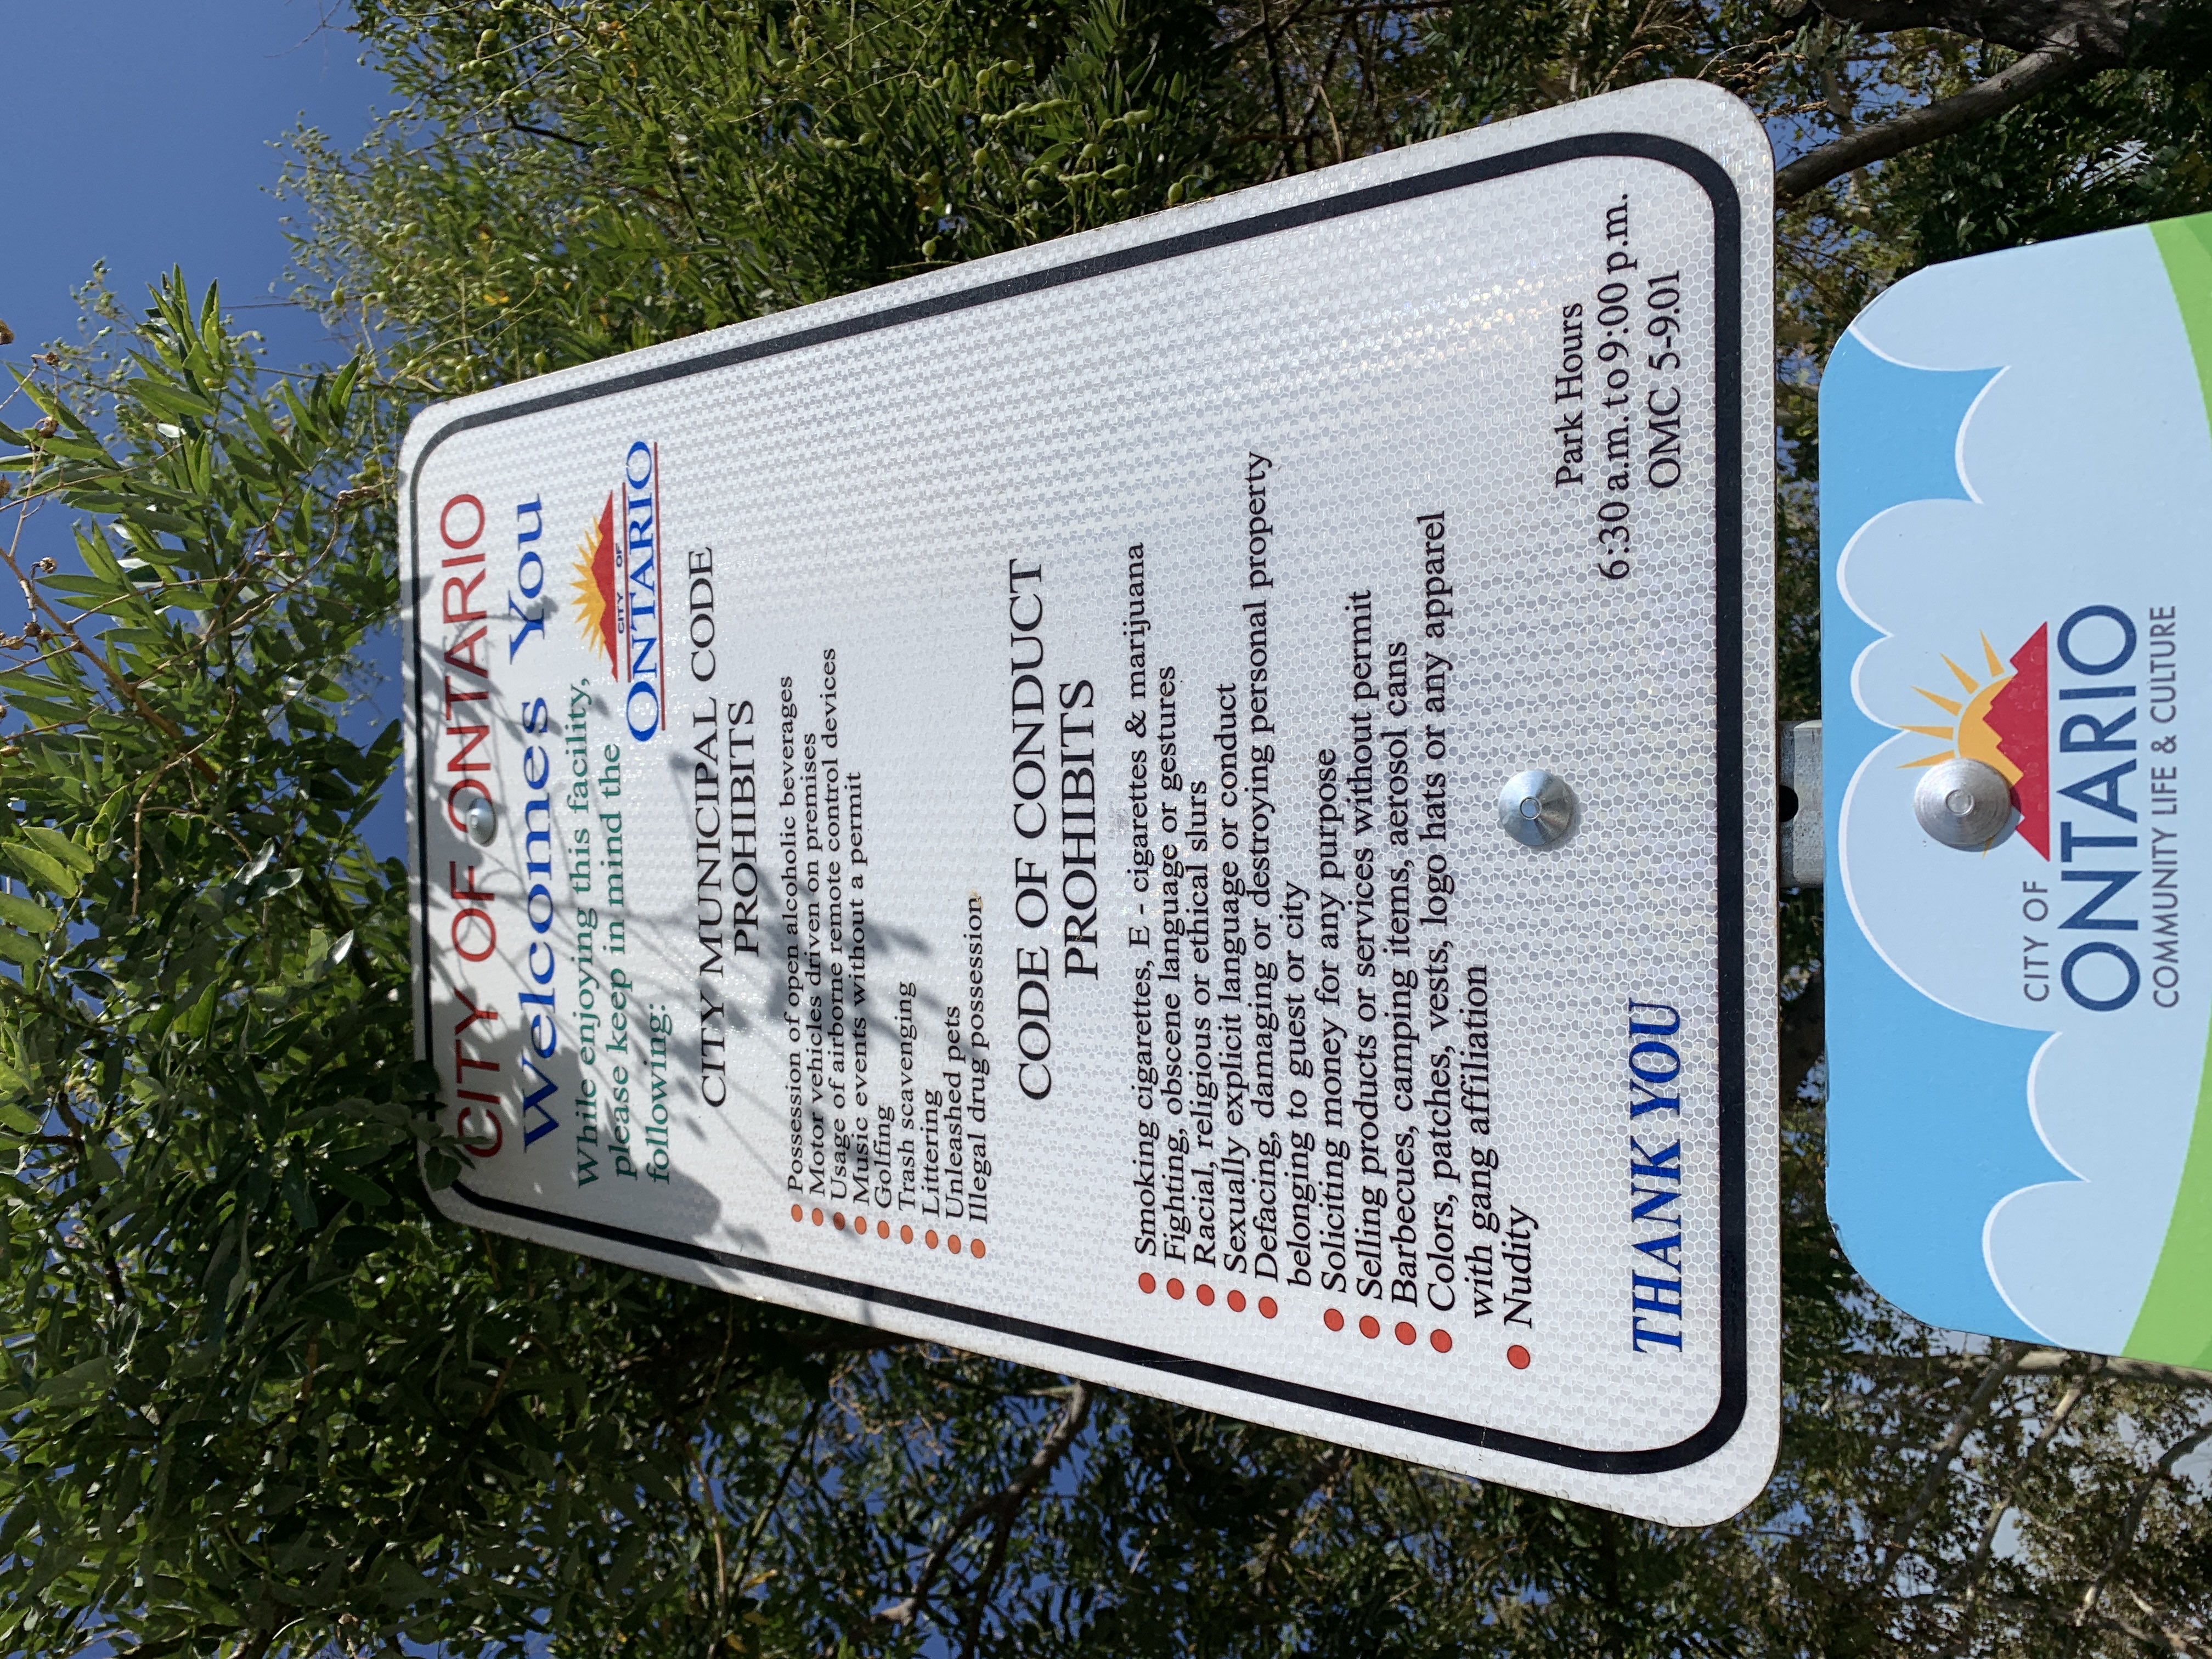 CITY OF ONTARIO
Welcomes You
While enjoying this facility,
please keep in mind the
following:
CITY OF
ONTARIO
CITY MUNICIPAL CODE
PROHIBITS
Possession of open alcoholic beverages
Motor vehicles driven on premises
Usage of airborne remote control devices
Music events without a permit
Golfing
Trash scavenging
Littering
Unleashed pets
Illegal drug possession
CODE OF CONDUCT
PROHIBITS
Smoking cigarettes, E - cigarettes & marijuana
Fighting, obscene language or gestures
Racial, religious or ethical slurs
Sexually explicit language or conduct
Defacing, damaging or destroying personal property
belonging to guest or city
Soliciting money for any purpose
Selling products or services without permit
Barbecues, camping items, aerosol cans
Colors, patches, vests, logo hats or any apparel
with gang affiliation
Nudity
Park Hours
6:30 a.m. to 9:00 p.m.
OMC 5-9.01
THANK YOU
CITY OF
ONTARIO
COMMUNITY LIFE & CULTURE